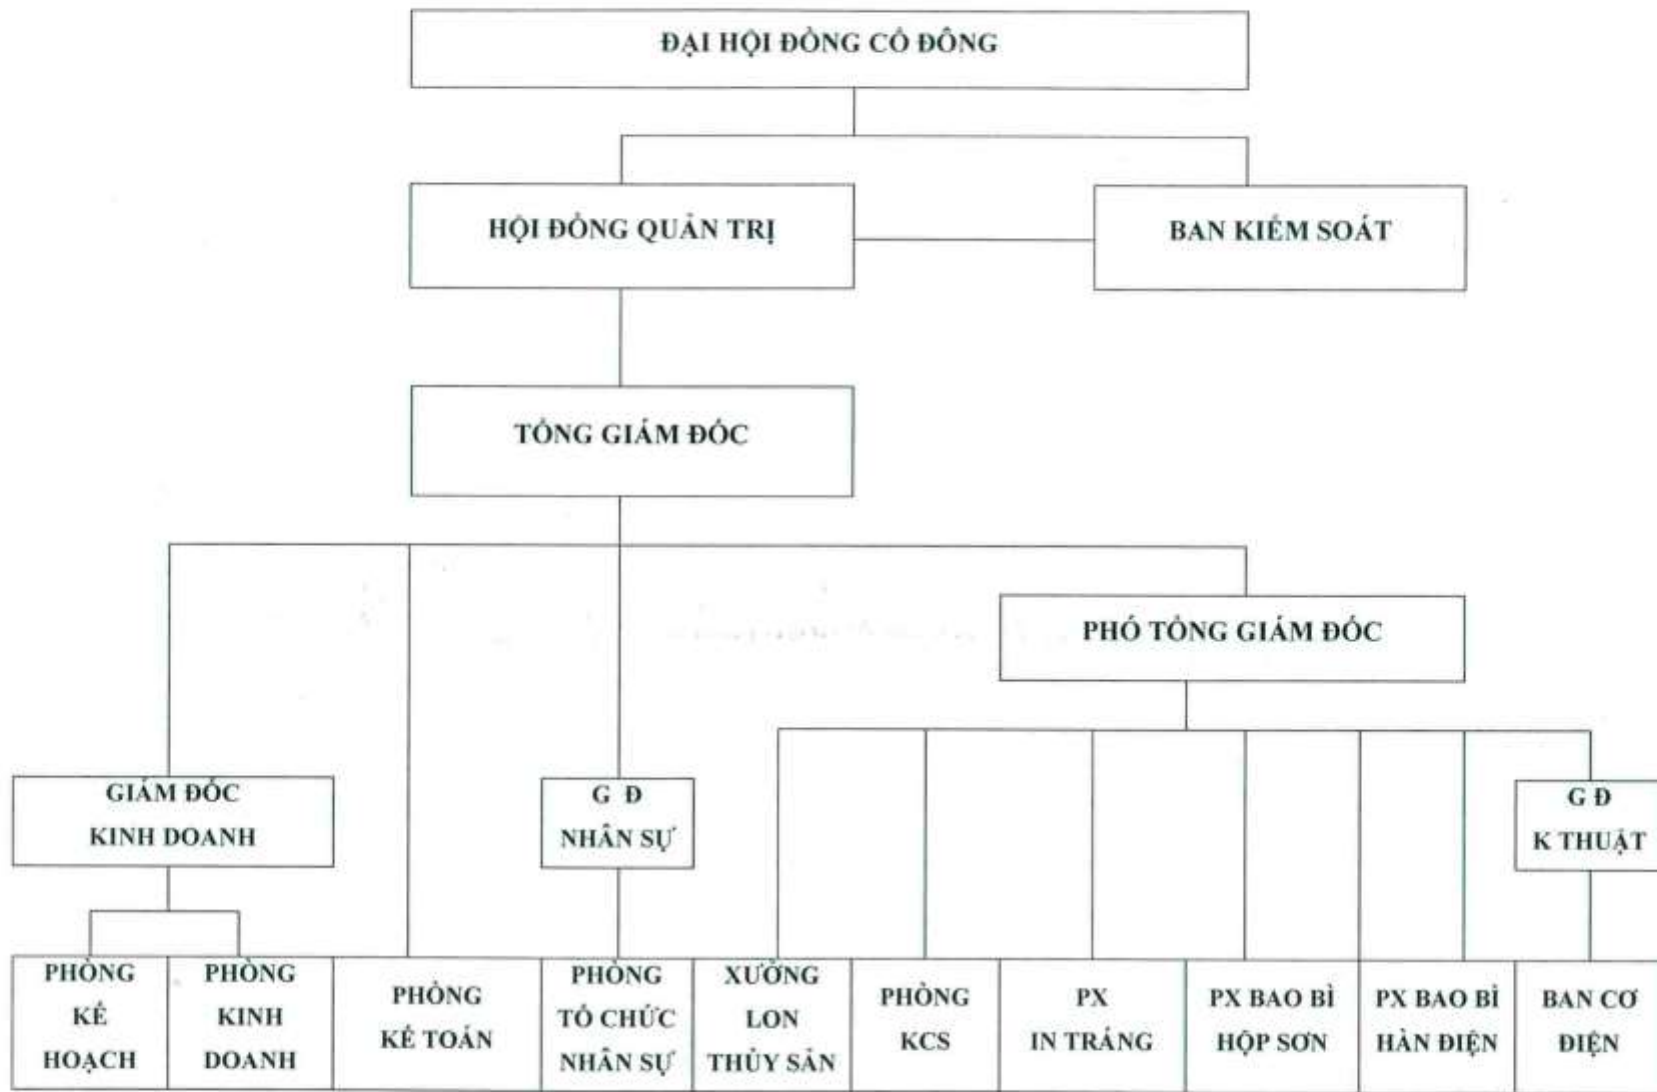 ĐẠI HỘI ĐỒNG CỔ ĐÔNG
HỘI ĐỒNG QUẢN TRỊ
BAN KIỂM SOÁT
TỔNG GIÁM ĐỐC
PHÓ TỔNG GIÁM ĐỐC
GIÁM ĐỐC
KINH DOANH
G Đ
NHÂN SỰ
G Đ
K THUẬT
PHÒNG
KẾ
HOẠCH
PHÒNG
KINH
DOANH
PHÒNG
KẾ TOÁN
PHÒNG
TỔ CHỨC
NHÂN SỰ
XƯỞNG
LON
THỦY SẢN
PHÒNG
KCS
PX
IN TRÁNG
PX BAO BÌ
HỘP SƠN
PX BAO BÌ
HÀN ĐIỆN
BAN CƠ
ĐIỆN